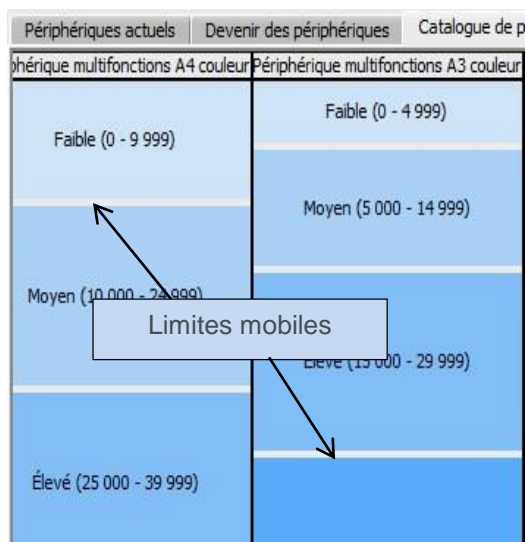 Périphériques actuels Devenir des périphériques Catalogue de p
phérique multifonctions A4 couleur Périphérique multifonctions A3 couleur
Faible (0 - 9 999)
Faible (0 - 4 999)
Moyen (5 000 - 14 999)
Moyen (10 000 - 24 999)
Limites mobiles
Élevé (15 000 - 29 999)
Élevé (25 000 - 39 999)